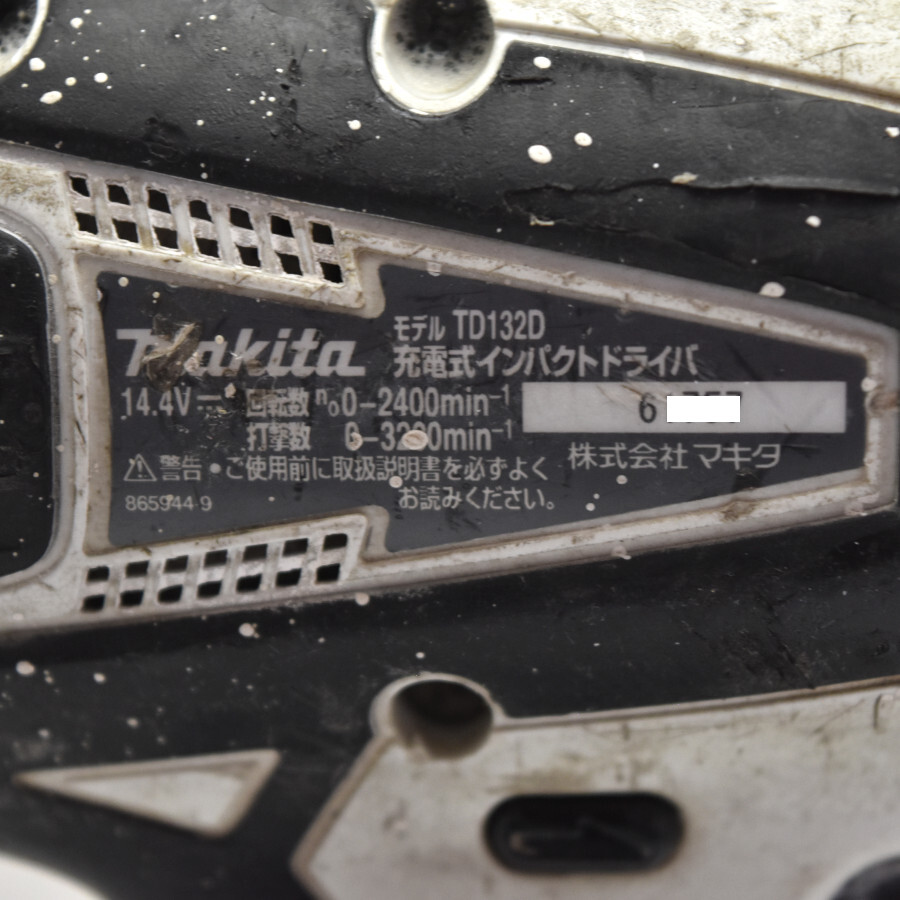 Makita
モデル TD132D
充電式インパクトドライバ
14.4V⎓ 回転数 n₀0-2400min⁻¹
打撃数 0-3200min⁻¹
6
⚠警告・ご使用前に取扱説明書を必ずよく
お読みください。
株式会社 マキタ
865944-9